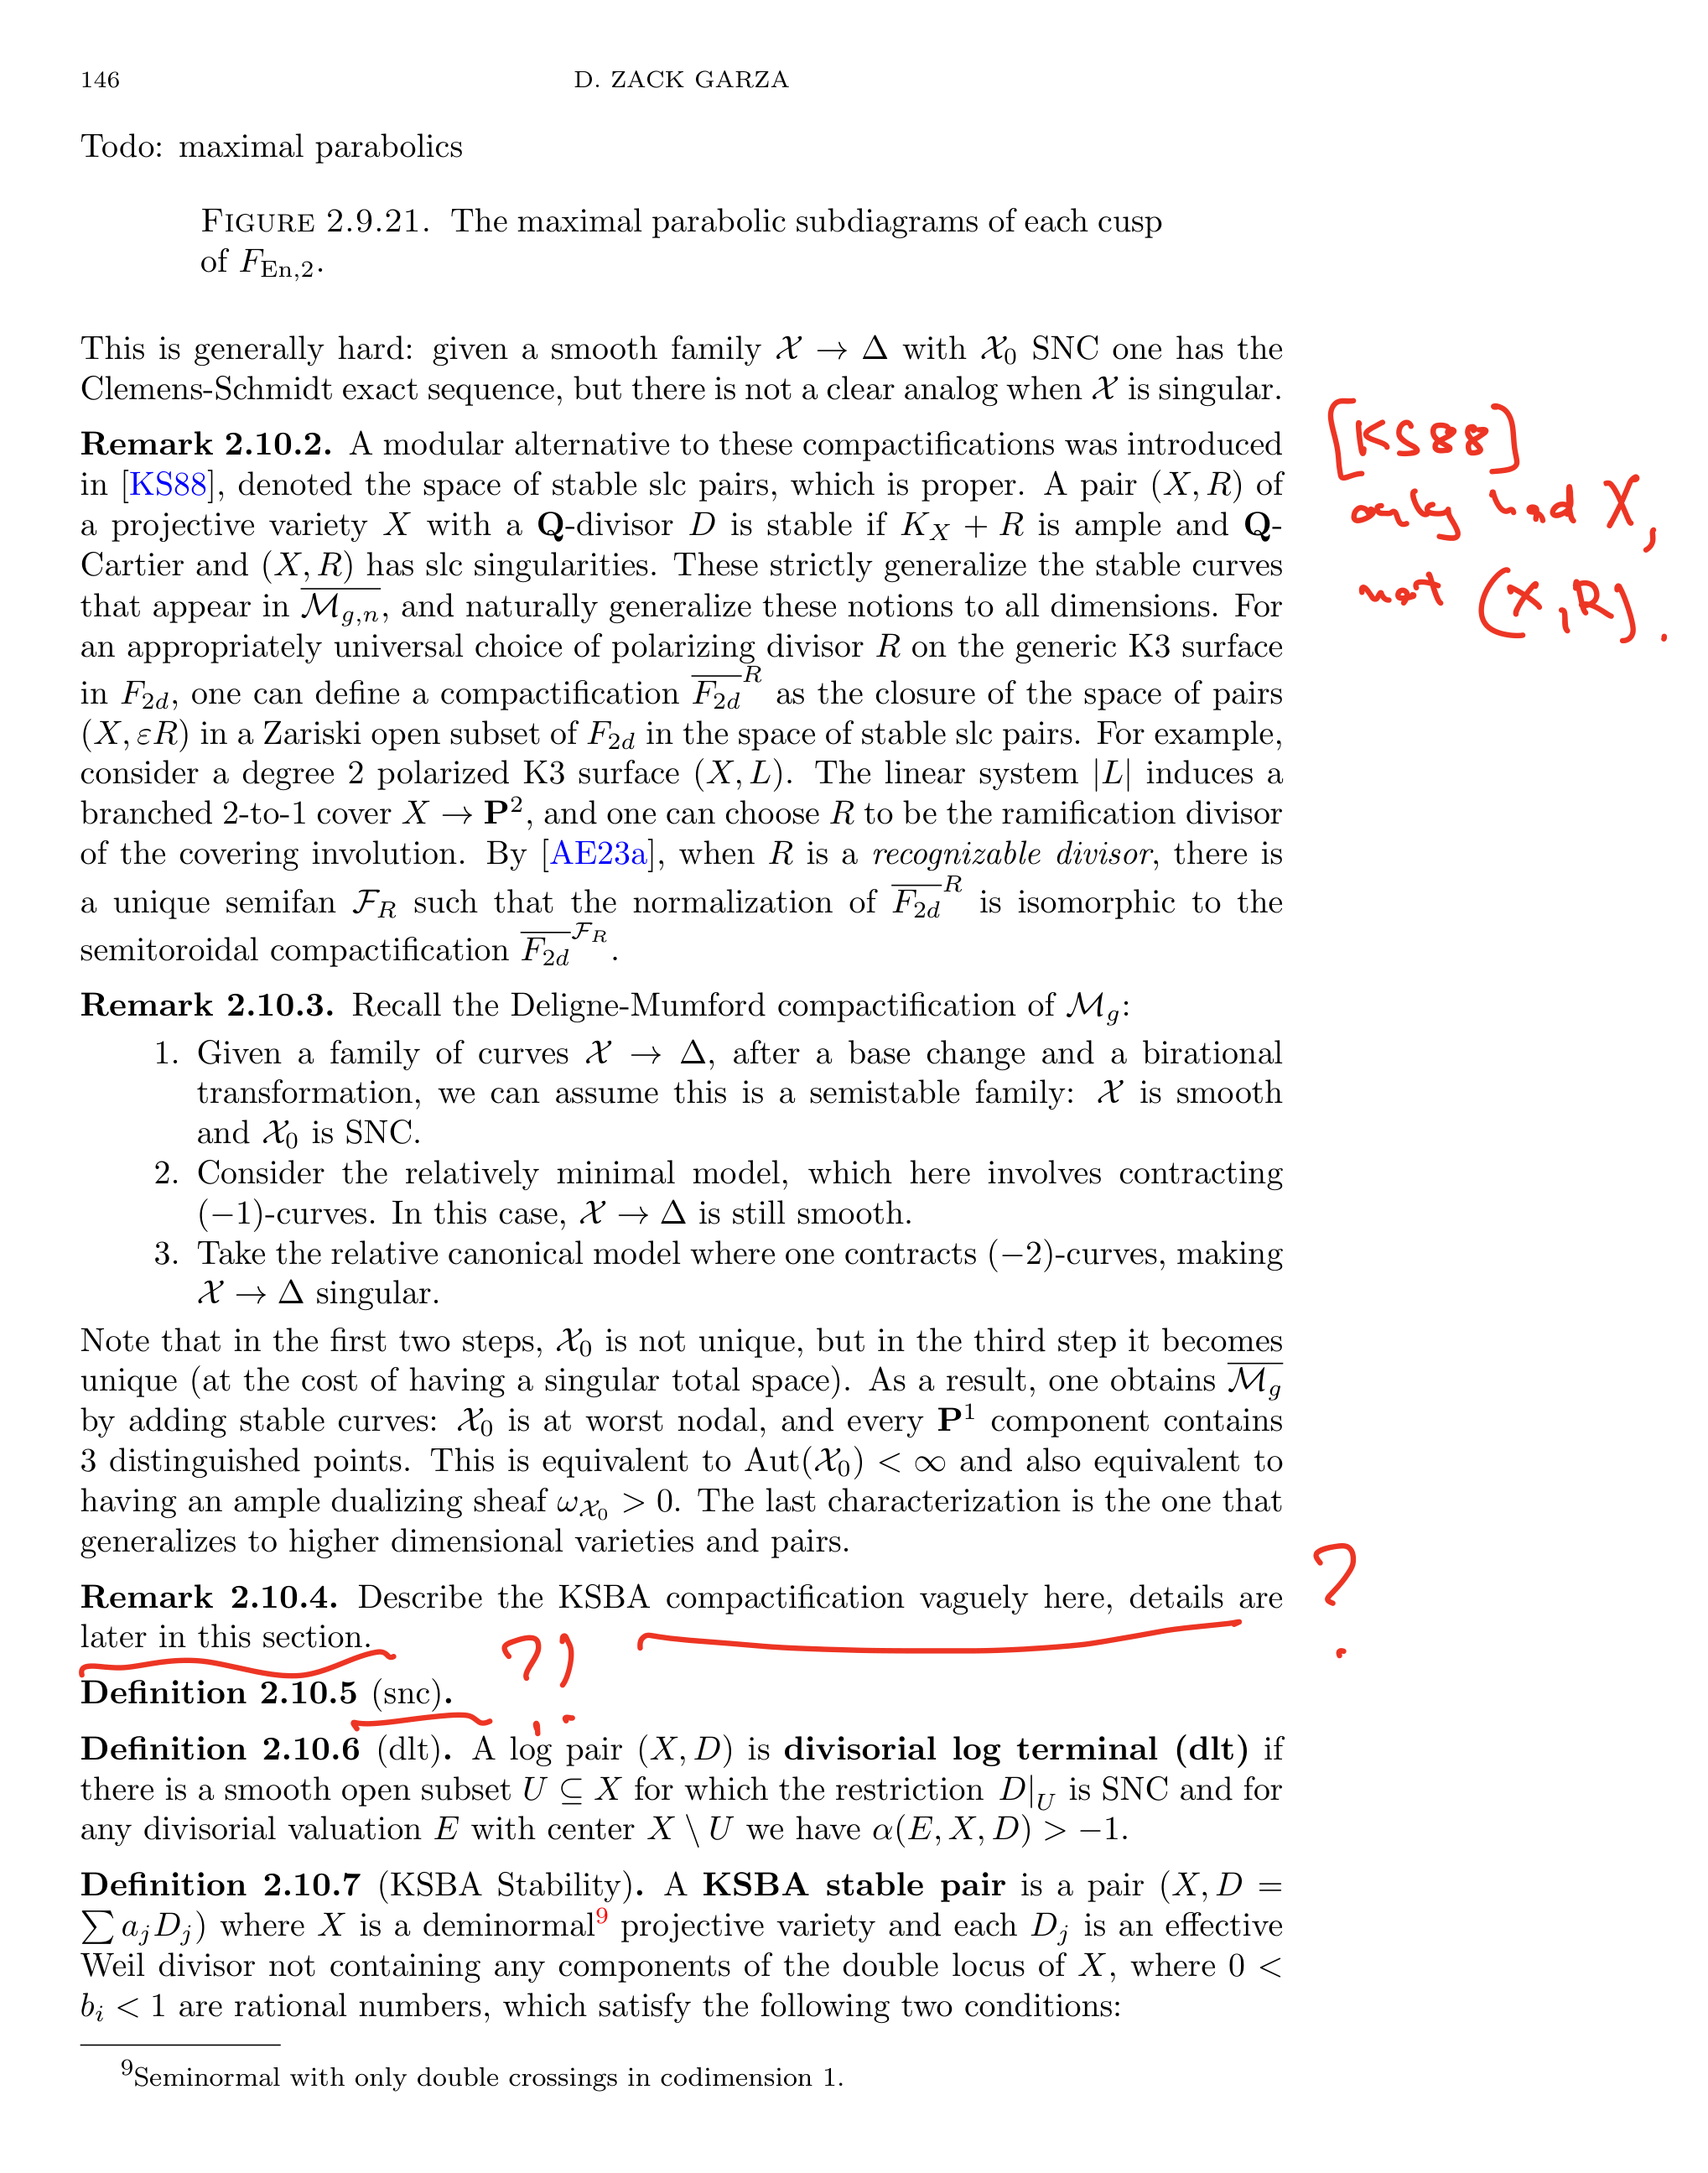 146 D. ZACK GARZA
Todo: maximal parabolics
FIGURE 2.9.21. The maximal parabolic subdiagrams of each cusp
of F_{En,2}.
This is generally hard: given a smooth family 𝒳 → Δ with 𝒳₀ SNC one has the
Clemens-Schmidt exact sequence, but there is not a clear analog when 𝒳 is singular.
Remark 2.10.2. A modular alternative to these compactifications was introduced
in [KS88], denoted the space of stable slc pairs, which is proper. A pair (X, R) of
a projective variety X with a Q-divisor D is stable if K_X + R is ample and Q-
Cartier and (X, R) has slc singularities. These strictly generalize the stable curves
that appear in \overline{ℳ_{g,n}}, and naturally generalize these notions to all dimensions. For
an appropriately universal choice of polarizing divisor R on the generic K3 surface
in F_{2d}, one can define a compactification \overline{F_{2d}}^R as the closure of the space of pairs
(X, εR) in a Zariski open subset of F_{2d} in the space of stable slc pairs. For example,
consider a degree 2 polarized K3 surface (X, L). The linear system |L| induces a
branched 2-to-1 cover X → P², and one can choose R to be the ramification divisor
of the covering involution. By [AE23a], when R is a recognizable divisor, there is
a unique semifan ℱ_R such that the normalization of \overline{F_{2d}}^R is isomorphic to the
semitoroidal compactification \overline{F_{2d}}^{ℱ_R}.
[KS88]
only had X,
not (X,R).
Remark 2.10.3. Recall the Deligne-Mumford compactification of ℳ_g:
1. Given a family of curves 𝒳 → Δ, after a base change and a birational
transformation, we can assume this is a semistable family: 𝒳 is smooth
and 𝒳₀ is SNC.
2. Consider the relatively minimal model, which here involves contracting
(−1)-curves. In this case, 𝒳 → Δ is still smooth.
3. Take the relative canonical model where one contracts (−2)-curves, making
𝒳 → Δ singular.
Note that in the first two steps, 𝒳₀ is not unique, but in the third step it becomes
unique (at the cost of having a singular total space). As a result, one obtains \overline{ℳ_g}
by adding stable curves: 𝒳₀ is at worst nodal, and every P¹ component contains
3 distinguished points. This is equivalent to Aut(𝒳₀) < ∞ and also equivalent to
having an ample dualizing sheaf ω_{𝒳₀} > 0. The last characterization is the one that
generalizes to higher dimensional varieties and pairs.
Remark 2.10.4. Describe the KSBA compactification vaguely here, details are ?
later in this section.
Definition 2.10.5 (snc). ?!
Definition 2.10.6 (dlt). A log pair (X, D) is divisorial log terminal (dlt) if
there is a smooth open subset U ⊆ X for which the restriction D|_U is SNC and for
any divisorial valuation E with center X \ U we have α(E, X, D) > −1.
Definition 2.10.7 (KSBA Stability). A KSBA stable pair is a pair (X, D =
∑ a_jD_j) where X is a deminormal⁹ projective variety and each D_j is an effective
Weil divisor not containing any components of the double locus of X, where 0 <
b_i < 1 are rational numbers, which satisfy the following two conditions:
⁹Seminormal with only double crossings in codimension 1.